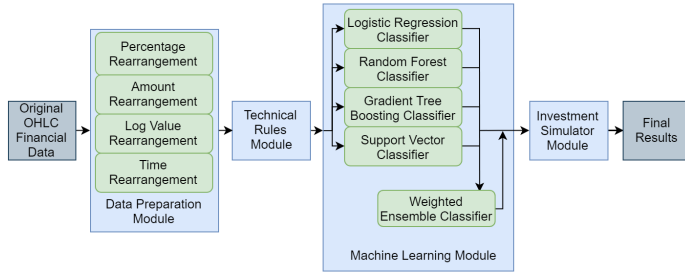 Original
OHLC
Financial
Data
Percentage
Rearrangement
Amount
Rearrangement
Log Value
Rearrangement
Time
Rearrangement
Data Preparation
Module
Technical
Rules
Module
Logistic Regression
Classifier
Random Forest
Classifier
Gradient Tree
Boosting Classifier
Support Vector
Classifier
Weighted
Ensemble Classifier
Machine Learning Module
Investment
Simulator
Module
Final
Results